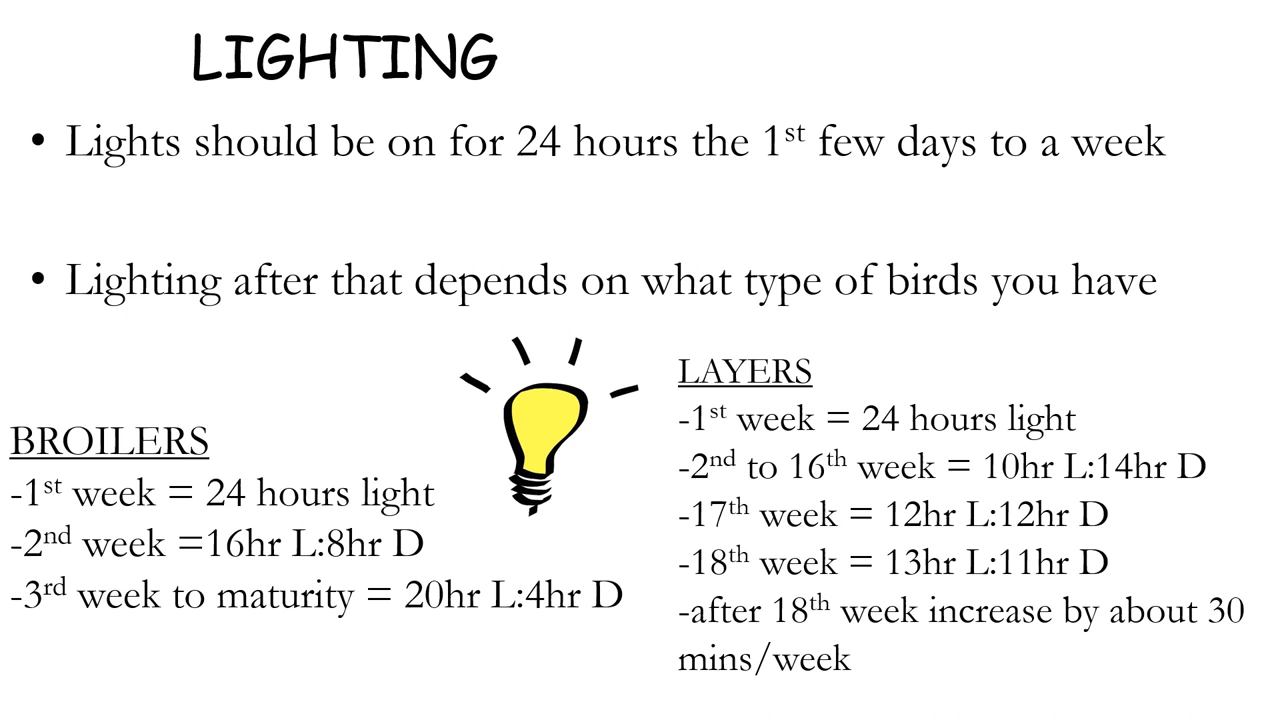 LIGHTING
• Lights should be on for 24 hours the 1st few days to a week
• Lighting after that depends on what type of birds you have
BROILERS
-1st week = 24 hours light
-2nd week =16hr L:8hr D
-3rd week to maturity = 20hr L:4hr D
LAYERS
-1st week = 24 hours light
-2nd to 16th week = 10hr L:14hr D
-17th week = 12hr L:12hr D
-18th week = 13hr L:11hr D
-after 18th week increase by about 30
mins/week